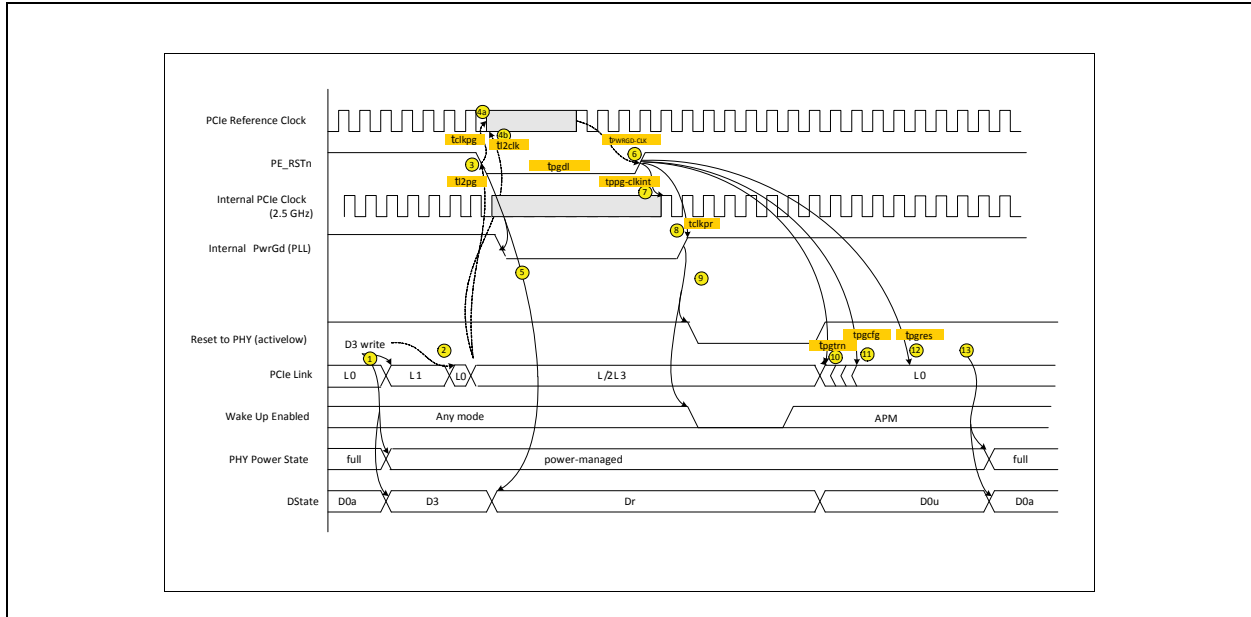 4a
PCIe Reference Clock
4b
tclkpg
tl2clk
tPWRGD-CLK
6
PE_RSTn
3
tpgdl
tl2pg
tppg-clkint
7
Internal PCIe Clock
(2.5 GHz)
tclkpr
8
Internal PwrGd (PLL)
5
9
Reset to PHY (activelow)
D3 write
2
tpgcfg
tpgres
tpgtrn
1
10
11
12
13
PCIe Link
L0
L1
L0
L/2L3
L0
Wake Up Enabled
Any mode
APM
PHY Power State
full
power-managed
full
DState
D0a
D3
Dr
D0u
D0a